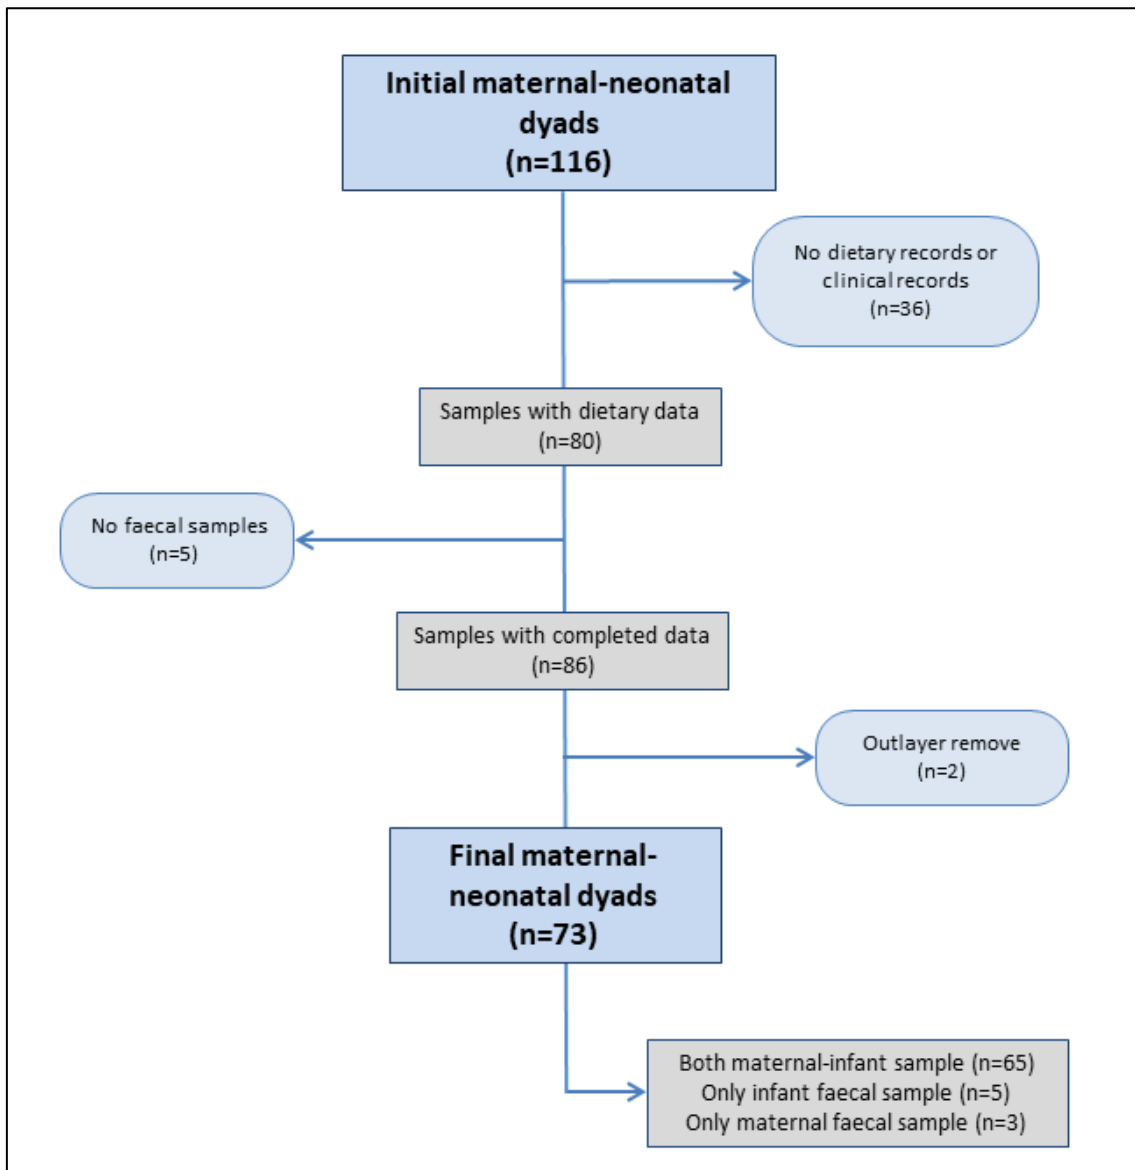 Initial maternal-neonatal
dyads
(n=116)
No dietary records or
clinical records
(n=36)
Samples with dietary data
(n=80)
No faecal samples
(n=5)
Samples with completed data
(n=86)
Outlayer remove
(n=2)
Final maternal-
neonatal dyads
(n=73)
Both maternal-infant sample (n=65)
Only infant faecal sample (n=5)
Only maternal faecal sample (n=3)